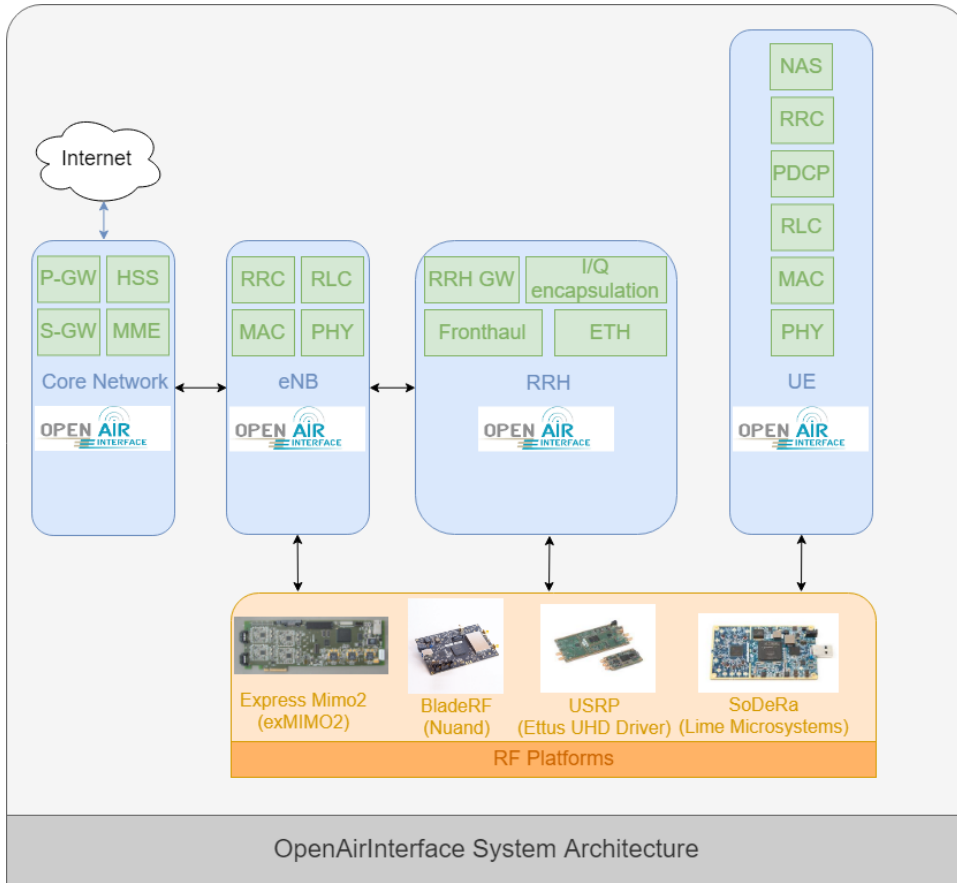 NAS
RRC
PDCP
RLC
MAC
PHY
UE
OPEN AIR
INTERFACE
Internet
P-GW HSS
S-GW MME
Core Network
OPEN AIR
INTERFACE
RRC RLC
MAC PHY
eNB
OPEN AIR
INTERFACE
RRH GW
I/Q
encapsulation
Fronthaul ETH
RRH
OPEN AIR
INTERFACE
Express Mimo2
(exMIMO2)
BladeRF
(Nuand)
USRP
(Ettus UHD Driver)
SoDeRa
(Lime Microsystems)
RF Platforms
OpenAirInterface System Architecture